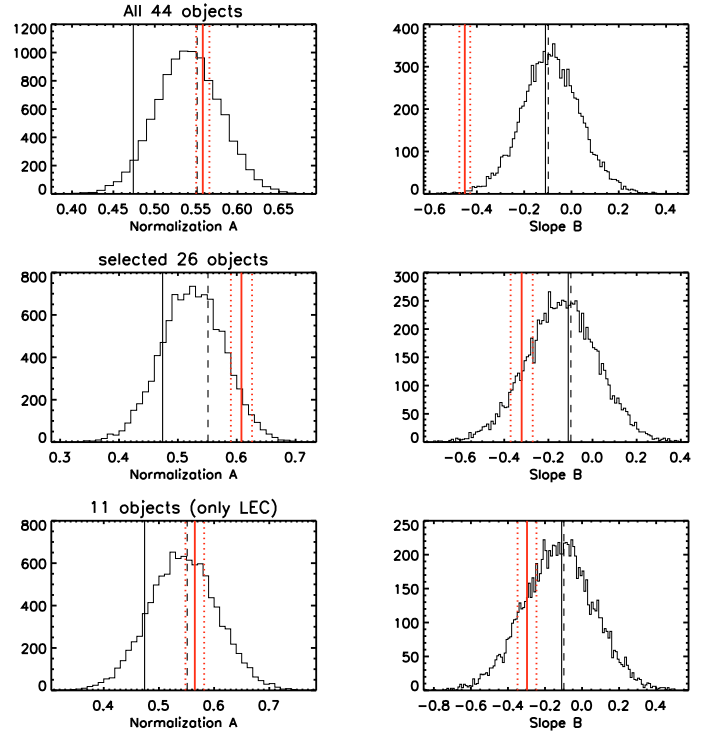 All 44 objects
1200
1000
800
600
400
200
0
0.40 0.45 0.50 0.55 0.60 0.65
Normalization A
400
300
200
100
0
−0.6 −0.4 −0.2 0.0 0.2 0.4
Slope B
selected 26 objects
800
600
400
200
0
0.3 0.4 0.5 0.6 0.7
Normalization A
300
250
200
150
100
50
0
−0.6 −0.4 −0.2 0.0 0.2 0.4
Slope B
11 objects (only LEC)
800
600
400
200
0
0.4 0.5 0.6 0.7
Normalization A
250
200
150
100
50
0
−0.8 −0.6 −0.4 −0.2 0.0 0.2 0.4
Slope B